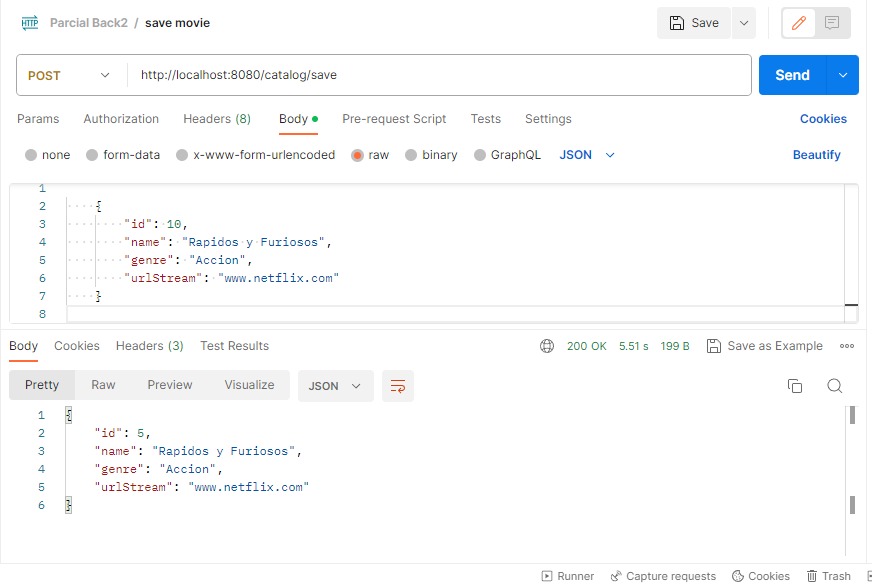 HTTP Parcial Back2 / save movie Save
POST http://localhost:8080/catalog/save Send
Params Authorization Headers (8) Body Pre-request Script Tests Settings Cookies
none form-data x-www-form-urlencoded raw binary GraphQL JSON Beautify
1
2 {
3 "id": 10,
4 "name": "Rapidos y Furiosos",
5 "genre": "Accion",
6 "urlStream": "www.netflix.com"
7 }
8
Body Cookies Headers (3) Test Results 200 OK 5.51 s 199 B Save as Example
Pretty Raw Preview Visualize JSON
1 {
2 "id": 5,
3 "name": "Rapidos y Furiosos",
4 "genre": "Accion",
5 "urlStream": "www.netflix.com"
6 }
Runner Capture requests Cookies Trash